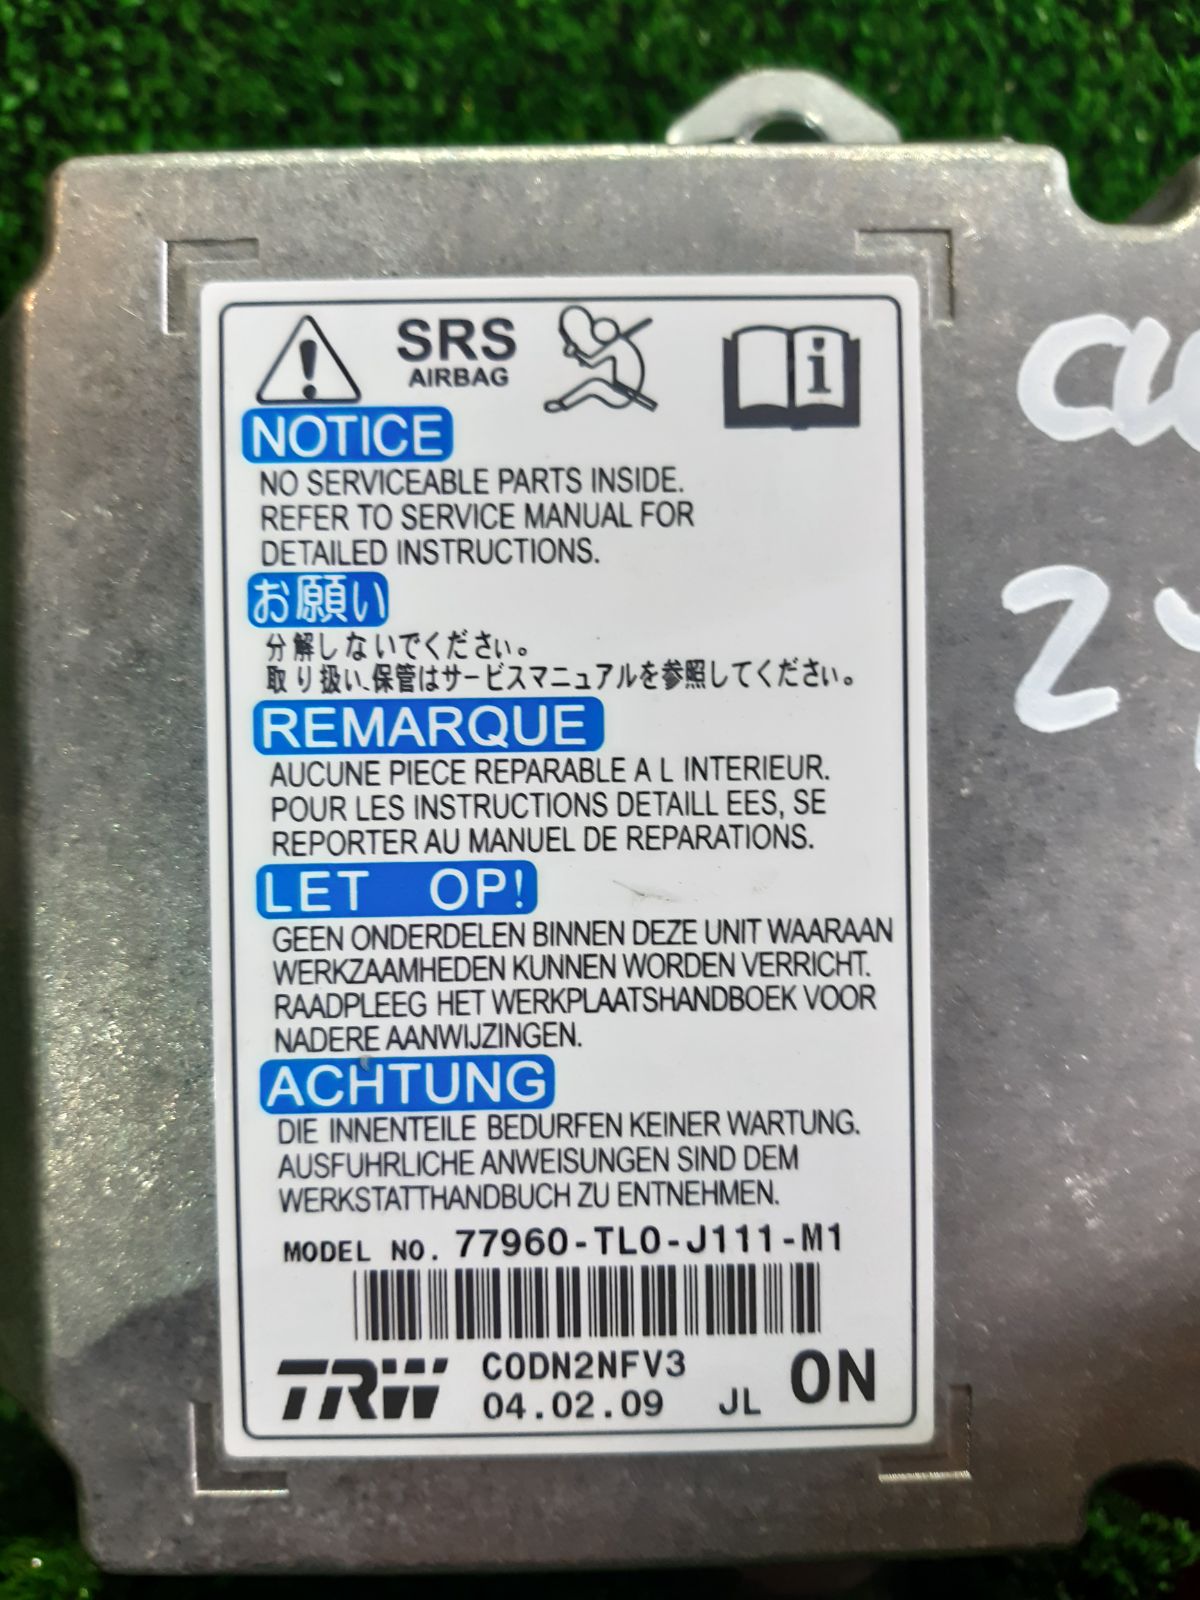 SRS
AIRBAG
NOTICE
NO SERVICEABLE PARTS INSIDE.
REFER TO SERVICE MANUAL FOR
DETAILED INSTRUCTIONS.
お願い
分解しないでください。
取り扱い、保管はサービスマニュアルを参照してください。
REMARQUE
AUCUNE PIECE REPARABLE A L INTERIEUR.
POUR LES INSTRUCTIONS DETAILL EES, SE
REPORTER AU MANUEL DE REPARATIONS.
LET OP!
GEEN ONDERDELEN BINNEN DEZE UNIT WAARAAN
WERKZAAMHEDEN KUNNEN WORDEN VERRICHT.
RAADPLEEG HET WERKPLAATSHANDBOEK VOOR
NADERE AANWIJZINGEN.
ACHTUNG
DIE INNENTEILE BEDURFEN KEINER WARTUNG.
AUSFUHRLICHE ANWEISUNGEN SIND DEM
WERKSTATTHANDBUCH ZU ENTNEHMEN.
MODEL NO. 77960-TL0-J111-M1
TRW C0DN2NFV3
04.02.09 JL 0N